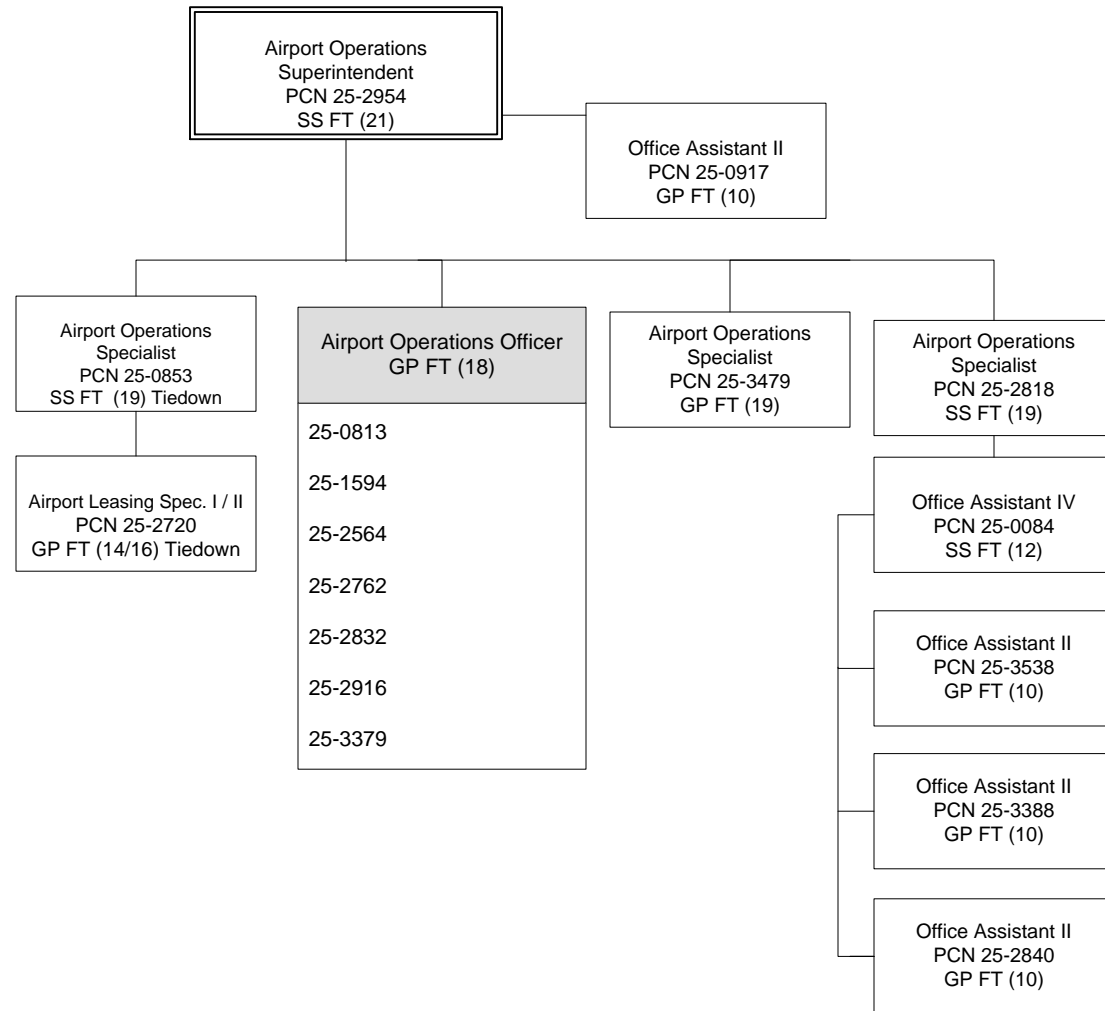 Airport Operations
Superintendent
PCN 25-2954
SS FT (21)
Office Assistant II
PCN 25-0917
GP FT (10)
Airport Operations
Specialist
PCN 25-0853
SS FT (19) Tiedown
Airport Operations Officer
GP FT (18)
25-0813
25-1594
25-2564
25-2762
25-2832
25-2916
25-3379
Airport Operations
Specialist
PCN 25-3479
GP FT (19)
Airport Operations
Specialist
PCN 25-2818
SS FT (19)
Airport Leasing Spec. I / II
PCN 25-2720
GP FT (14/16) Tiedown
Office Assistant IV
PCN 25-0084
SS FT (12)
Office Assistant II
PCN 25-3538
GP FT (10)
Office Assistant II
PCN 25-3388
GP FT (10)
Office Assistant II
PCN 25-2840
GP FT (10)